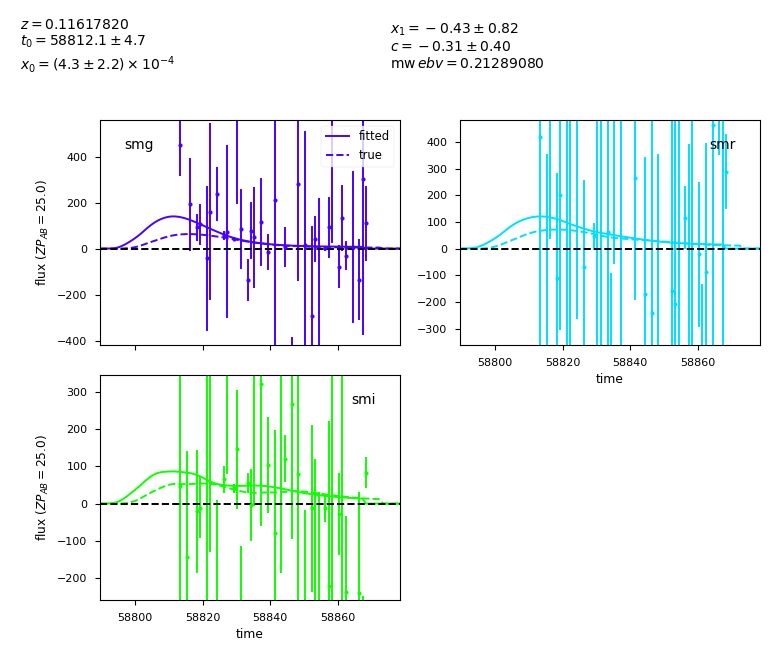 z = 0.11617820
t0 = 58812.1 ± 4.7
x0 = (4.3 ± 2.2) × 10^−4
x1 = −0.43 ± 0.82
c = −0.31 ± 0.40
mw ebv = 0.21289080
smg
fitted
true
400
200
0
−200
−400
flux (ZP_AB = 25.0)
smr
400
300
200
100
0
−100
−200
−300
58800 58820 58840 58860
time
smi
300
200
100
0
−100
−200
flux (ZP_AB = 25.0)
58800 58820 58840 58860
time